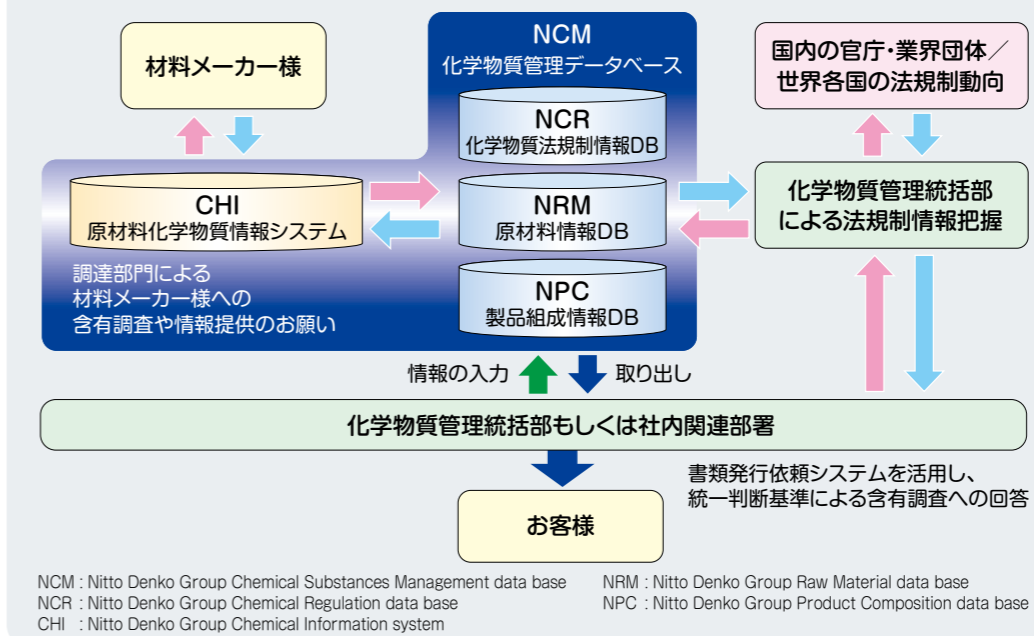 材料メーカー様
NCM
化学物質管理データベース
国内の官庁・業界団体／
世界各国の法規制動向
NCR
化学物質法規制情報DB
CHI
原材料化学物質情報システム
NRM
原材料情報DB
化学物質管理統括部
による法規制情報把握
調達部門による
材料メーカー様への
含有調査や情報提供のお願い
NPC
製品組成情報DB
情報の入力
取り出し
化学物質管理統括部もしくは社内関連部署
書類発行依頼システムを活用し、
統一判断基準による含有調査への回答
お客様
NCM : Nitto Denko Group Chemical Substances Management data base
NCR : Nitto Denko Group Chemical Regulation data base
CHI : Nitto Denko Group Chemical Information system
NRM : Nitto Denko Group Raw Material data base
NPC : Nitto Denko Group Product Composition data base